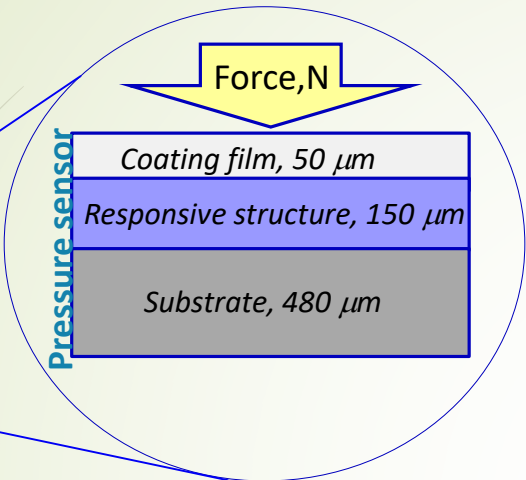 Force,N
Coating film, 50 μm
Responsive structure, 150 μm
Substrate, 480 μm
Pressure sensor